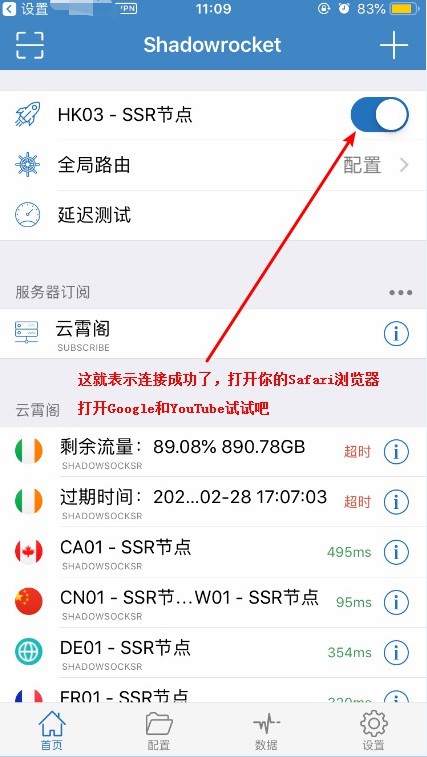 设置
VPN
11:09
83%
Shadowrocket
HK03 - SSR节点
全局路由
配置
延迟测试
服务器订阅
云霄阁
SUBSCRIBE
这就表示连接成功了，打开你的Safari浏览器
打开Google和YouTube试试吧
云霄阁
剩余流量：89.08% 890.78GB
超时
SHADOWSOCKSR
过期时间：202...02-28 17:07:03
超时
SHADOWSOCKSR
CA01 - SSR节点
495ms
SHADOWSOCKSR
CN01 - SSR节...W01 - SSR节点
95ms
SHADOWSOCKSR
DE01 - SSR节点
354ms
SHADOWSOCKSR
FR01 - SSR节点
首页
配置
数据
设置